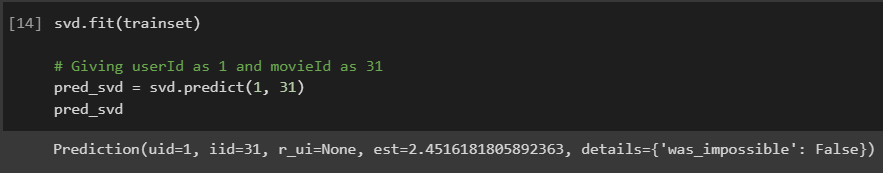 [14] svd.fit(trainset)
# Giving userId as 1 and movieId as 31
pred_svd = svd.predict(1, 31)
pred_svd
Prediction(uid=1, iid=31, r_ui=None, est=2.4516181805892363, details={'was_impossible': False})